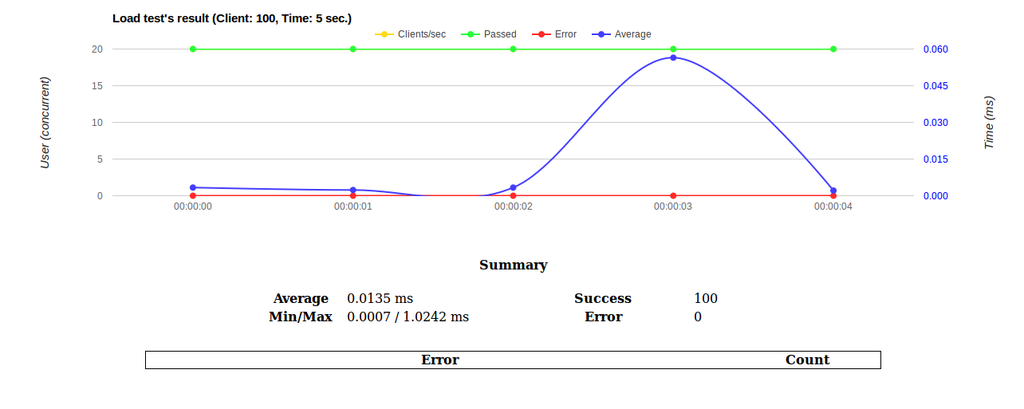 Load test's result (Client: 100, Time: 5 sec.)
Clients/sec Passed Error Average
20 0.060
15 0.045
10 0.030
5 0.015
0 0.000
User (concurrent)
Time (ms)
00:00:00 00:00:01 00:00:02 00:00:03 00:00:04
Summary
Average 0.0135 ms Success 100
Min/Max 0.0007 / 1.0242 ms Error 0
Error Count